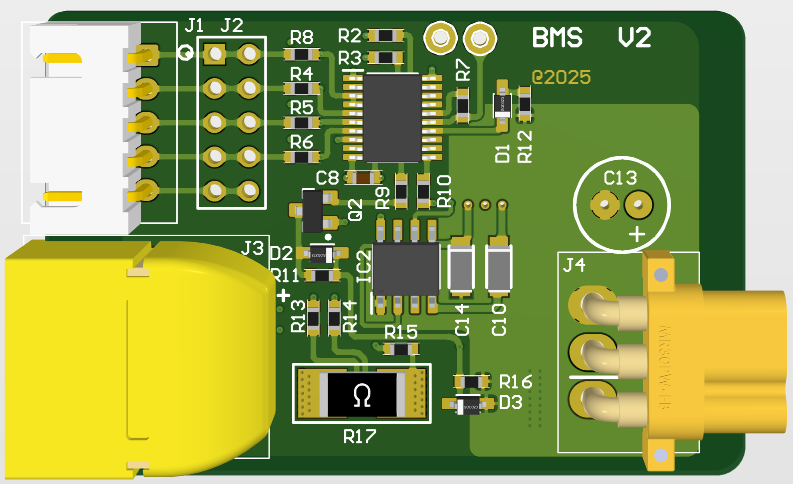 J1 J2
R8
R2
R3
BMS V2
R7
@2025
R4
R5
R6
D1
R12
C8
R9
R10
Q2
C13
+
J3
D2
R11
IC2
J4
+
R13
R14
C14
C10
R15
R16
D3
Ω
R17